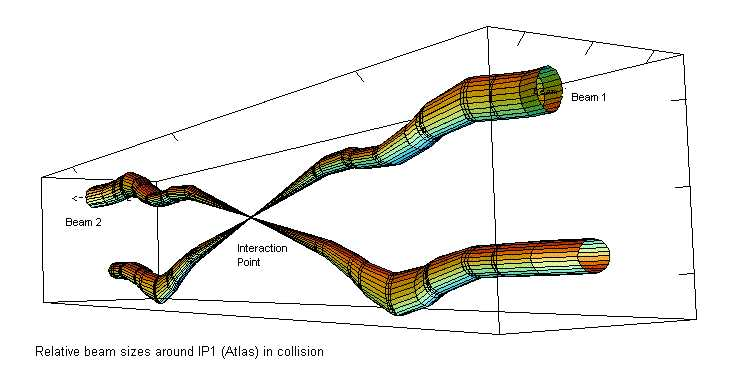 Beam 1
Beam 2
Interaction
Point
Relative beam sizes around IP1 (Atlas) in collision